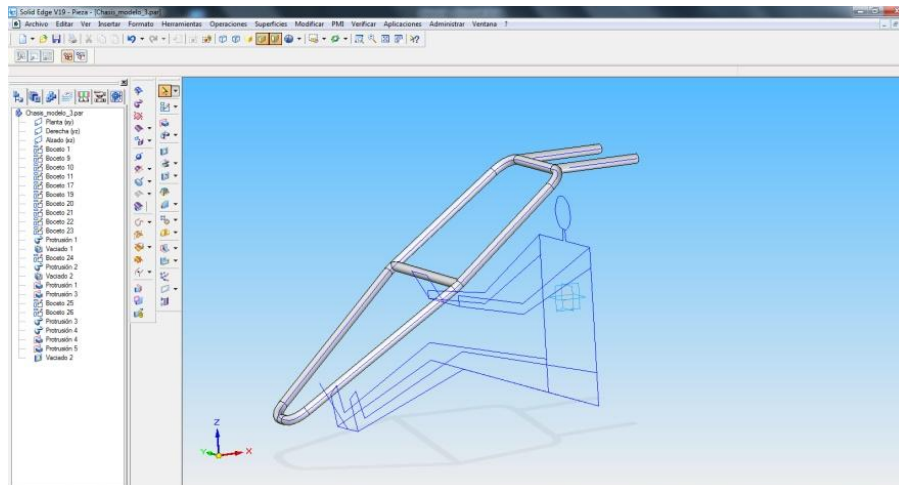 Solid Edge V19 - Pieza - [Chasis_modelo_3.par]
Archivo Editar Ver Insertar Formato Herramientas Operaciones Superficies Modificar PMI Verificar Aplicaciones Administrar Ventana ?
Chasis_modelo_3.par
Planta (xy)
Derecha (yz)
Alzado (xz)
Boceto 1
Boceto 9
Boceto 10
Boceto 11
Boceto 17
Boceto 19
Boceto 20
Boceto 21
Boceto 22
Boceto 23
Protrusión 1
Vaciado 1
Boceto 24
Protrusión 2
Vaciado 2
Protrusión 1
Protrusión 3
Boceto 25
Boceto 26
Protrusión 3
Protrusión 4
Protrusión 4
Protrusión 5
Vaciado 2
Z
Y
X